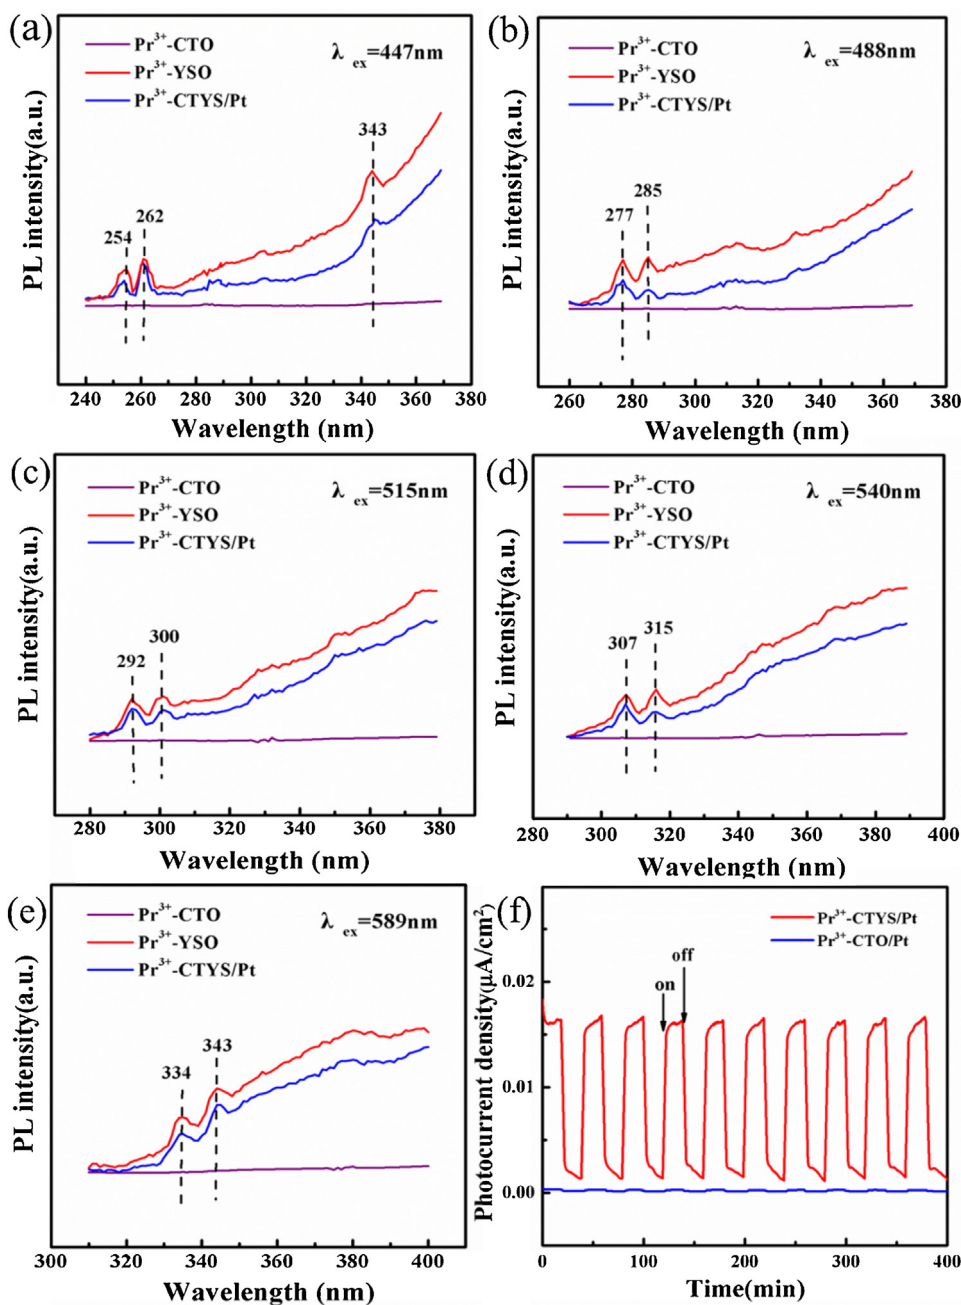 (a)
Pr³⁺-CTO
Pr³⁺-YSO
Pr³⁺-CTYS/Pt
λ ex=447nm
343
254
262
PL intensity(a.u.)
240 260 280 300 320 340 360 380
Wavelength (nm)
(b)
Pr³⁺-CTO
Pr³⁺-YSO
Pr³⁺-CTYS/Pt
λ ex=488nm
277
285
PL intensity(a.u.)
260 280 300 320 340 360 380
Wavelength (nm)
(c)
Pr³⁺-CTO
Pr³⁺-YSO
Pr³⁺-CTYS/Pt
λ ex=515nm
292
300
PL intensity(a.u.)
280 300 320 340 360 380
Wavelength (nm)
(d)
Pr³⁺-CTO
Pr³⁺-YSO
Pr³⁺-CTYS/Pt
λ ex=540nm
307
315
PL intensity(a.u.)
300 320 340 360 380 400
Wavelength (nm)
(e)
Pr³⁺-CTO
Pr³⁺-YSO
Pr³⁺-CTYS/Pt
λ ex=589nm
334
343
PL intensity(a.u.)
300 320 340 360 380 400
Wavelength (nm)
(f)
Pr³⁺-CTYS/Pt
Pr³⁺-CTO/Pt
on
off
Photocurrent density(μA/cm²)
0.02
0.01
0.00
0 100 200 300 400
Time(min)